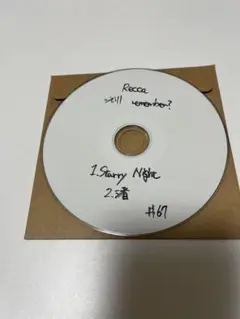 Recca
still remember?
1. Starry Night
2. 渚
#67